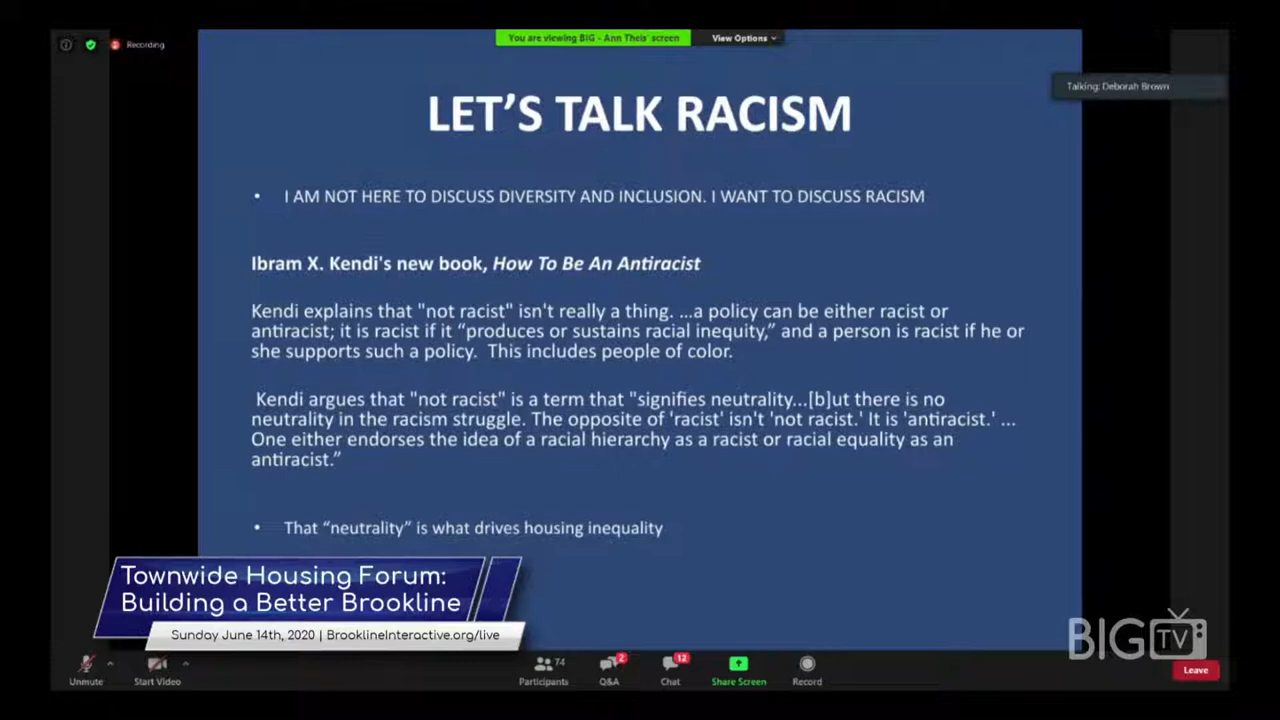 Recording
You are viewing BIG - Ann Theis' screen
View Options
Talking: Deborah Brown
LET'S TALK RACISM
• I AM NOT HERE TO DISCUSS DIVERSITY AND INCLUSION. I WANT TO DISCUSS RACISM
Ibram X. Kendi's new book, How To Be An Antiracist
Kendi explains that "not racist" isn't really a thing. …a policy can be either racist or
antiracist; it is racist if it “produces or sustains racial inequity,” and a person is racist if he or
she supports such a policy. This includes people of color.
Kendi argues that "not racist" is a term that "signifies neutrality...[b]ut there is no
neutrality in the racism struggle. The opposite of 'racist' isn't 'not racist.' It is 'antiracist.' ...
One either endorses the idea of a racial hierarchy as a racist or racial equality as an
antiracist.”
• That “neutrality” is what drives housing inequality
Townwide Housing Forum:
Building a Better Brookline
Sunday June 14th, 2020 | BrooklineInteractive.org/live
BIG TV
Unmute
Start Video
74
Participants
2
Q&A
12
Chat
Share Screen
Record
Leave